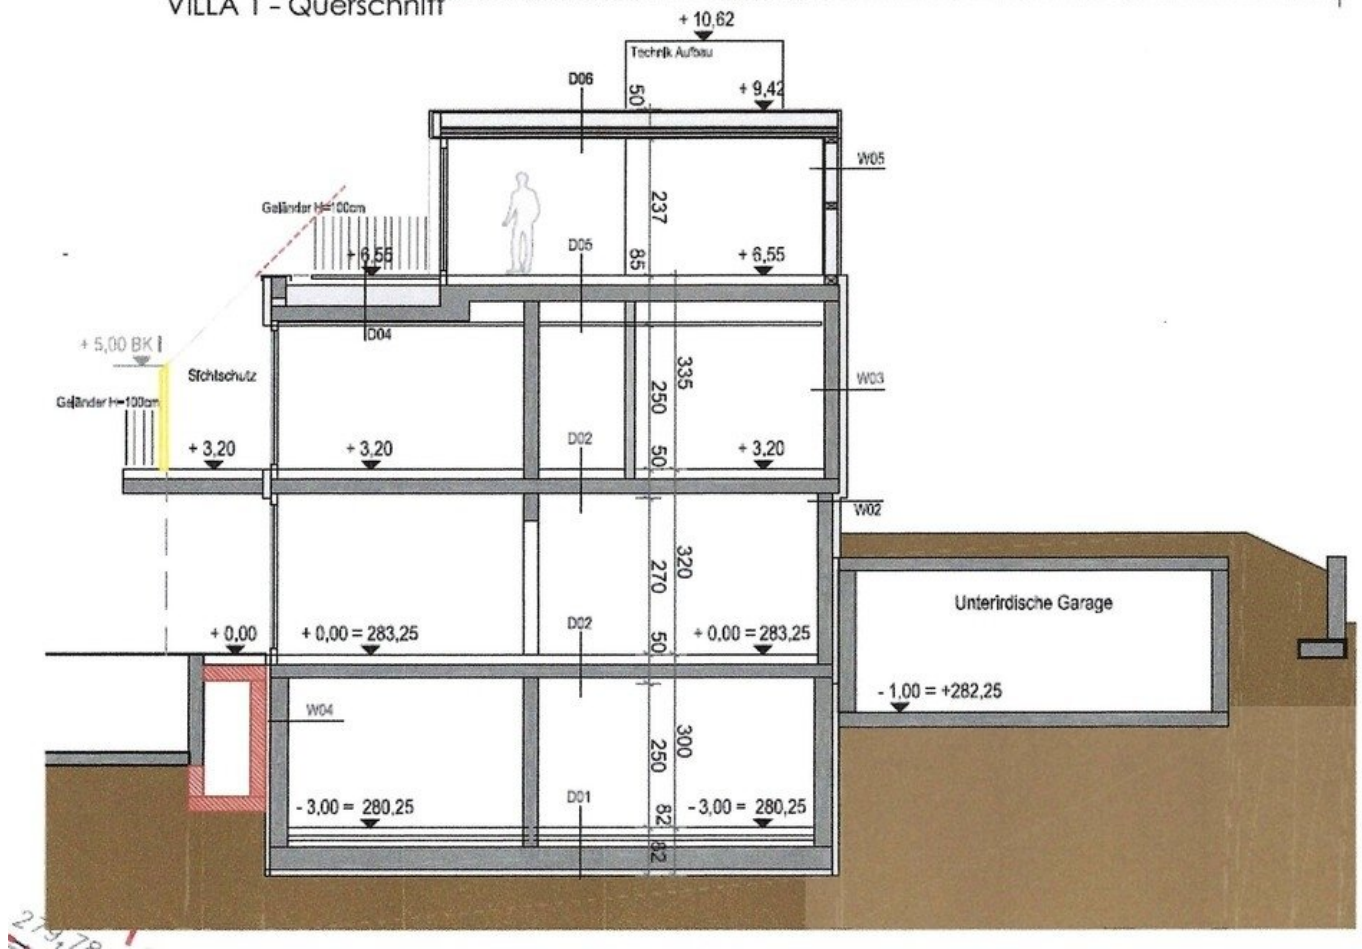 VILLA 1 - Querschnitt
+ 10,62
Technik Aufbau
D06
50
+ 9,42
W05
237
Geländer H=100cm
D05
85
+ 6,55
+ 6,55
D04
+ 5,00 BK
Sichtschutz
335
W03
250
Geländer H=100cm
D02
+ 3,20
+ 3,20
+ 3,20
50
W02
320
270
Unterirdische Garage
D02
+ 0,00
+ 0,00 = 283,25
50
+ 0,00 = 283,25
- 1,00 = +282,25
W04
300
250
D01
- 3,00 = 280,25
82
- 3,00 = 280,25
82
279,78